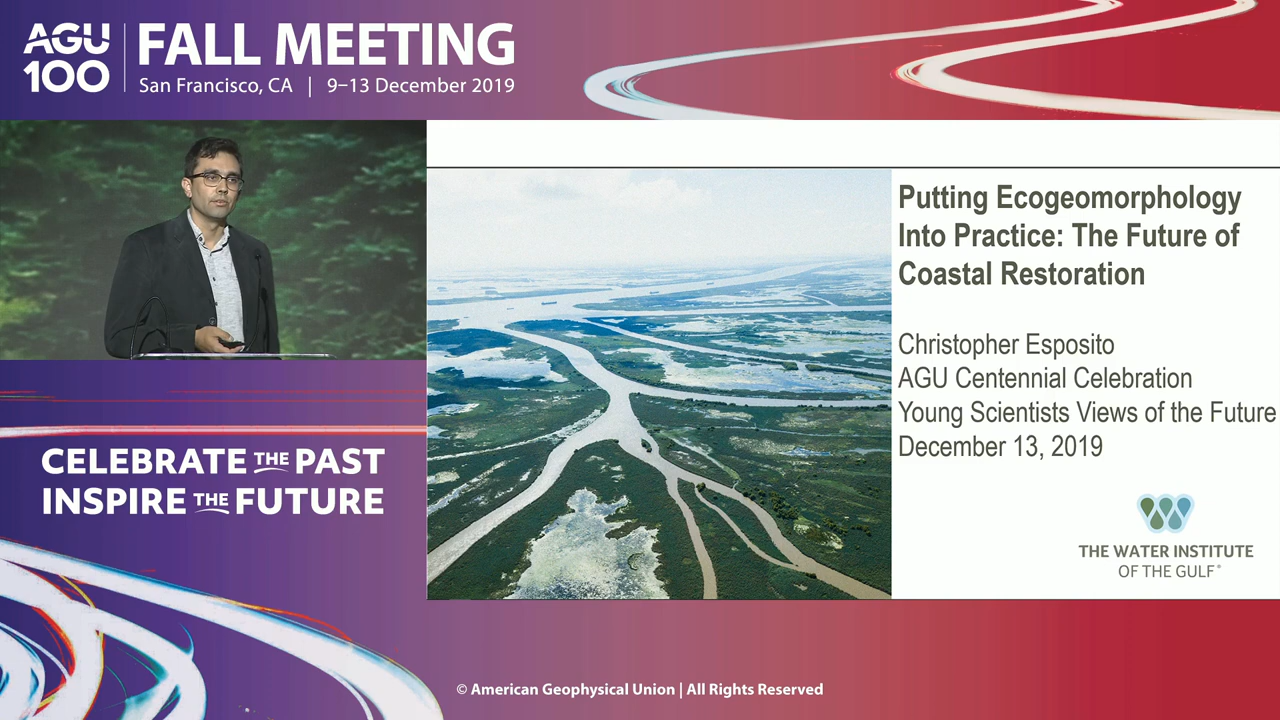 AGU
100
FALL MEETING
San Francisco, CA | 9–13 December 2019
Putting Ecogeomorphology
Into Practice: The Future of
Coastal Restoration
Christopher Esposito
AGU Centennial Celebration
Young Scientists Views of the Future
December 13, 2019
THE WATER INSTITUTE
OF THE GULF®
CELEBRATE THE PAST
INSPIRE THE FUTURE
© American Geophysical Union | All Rights Reserved